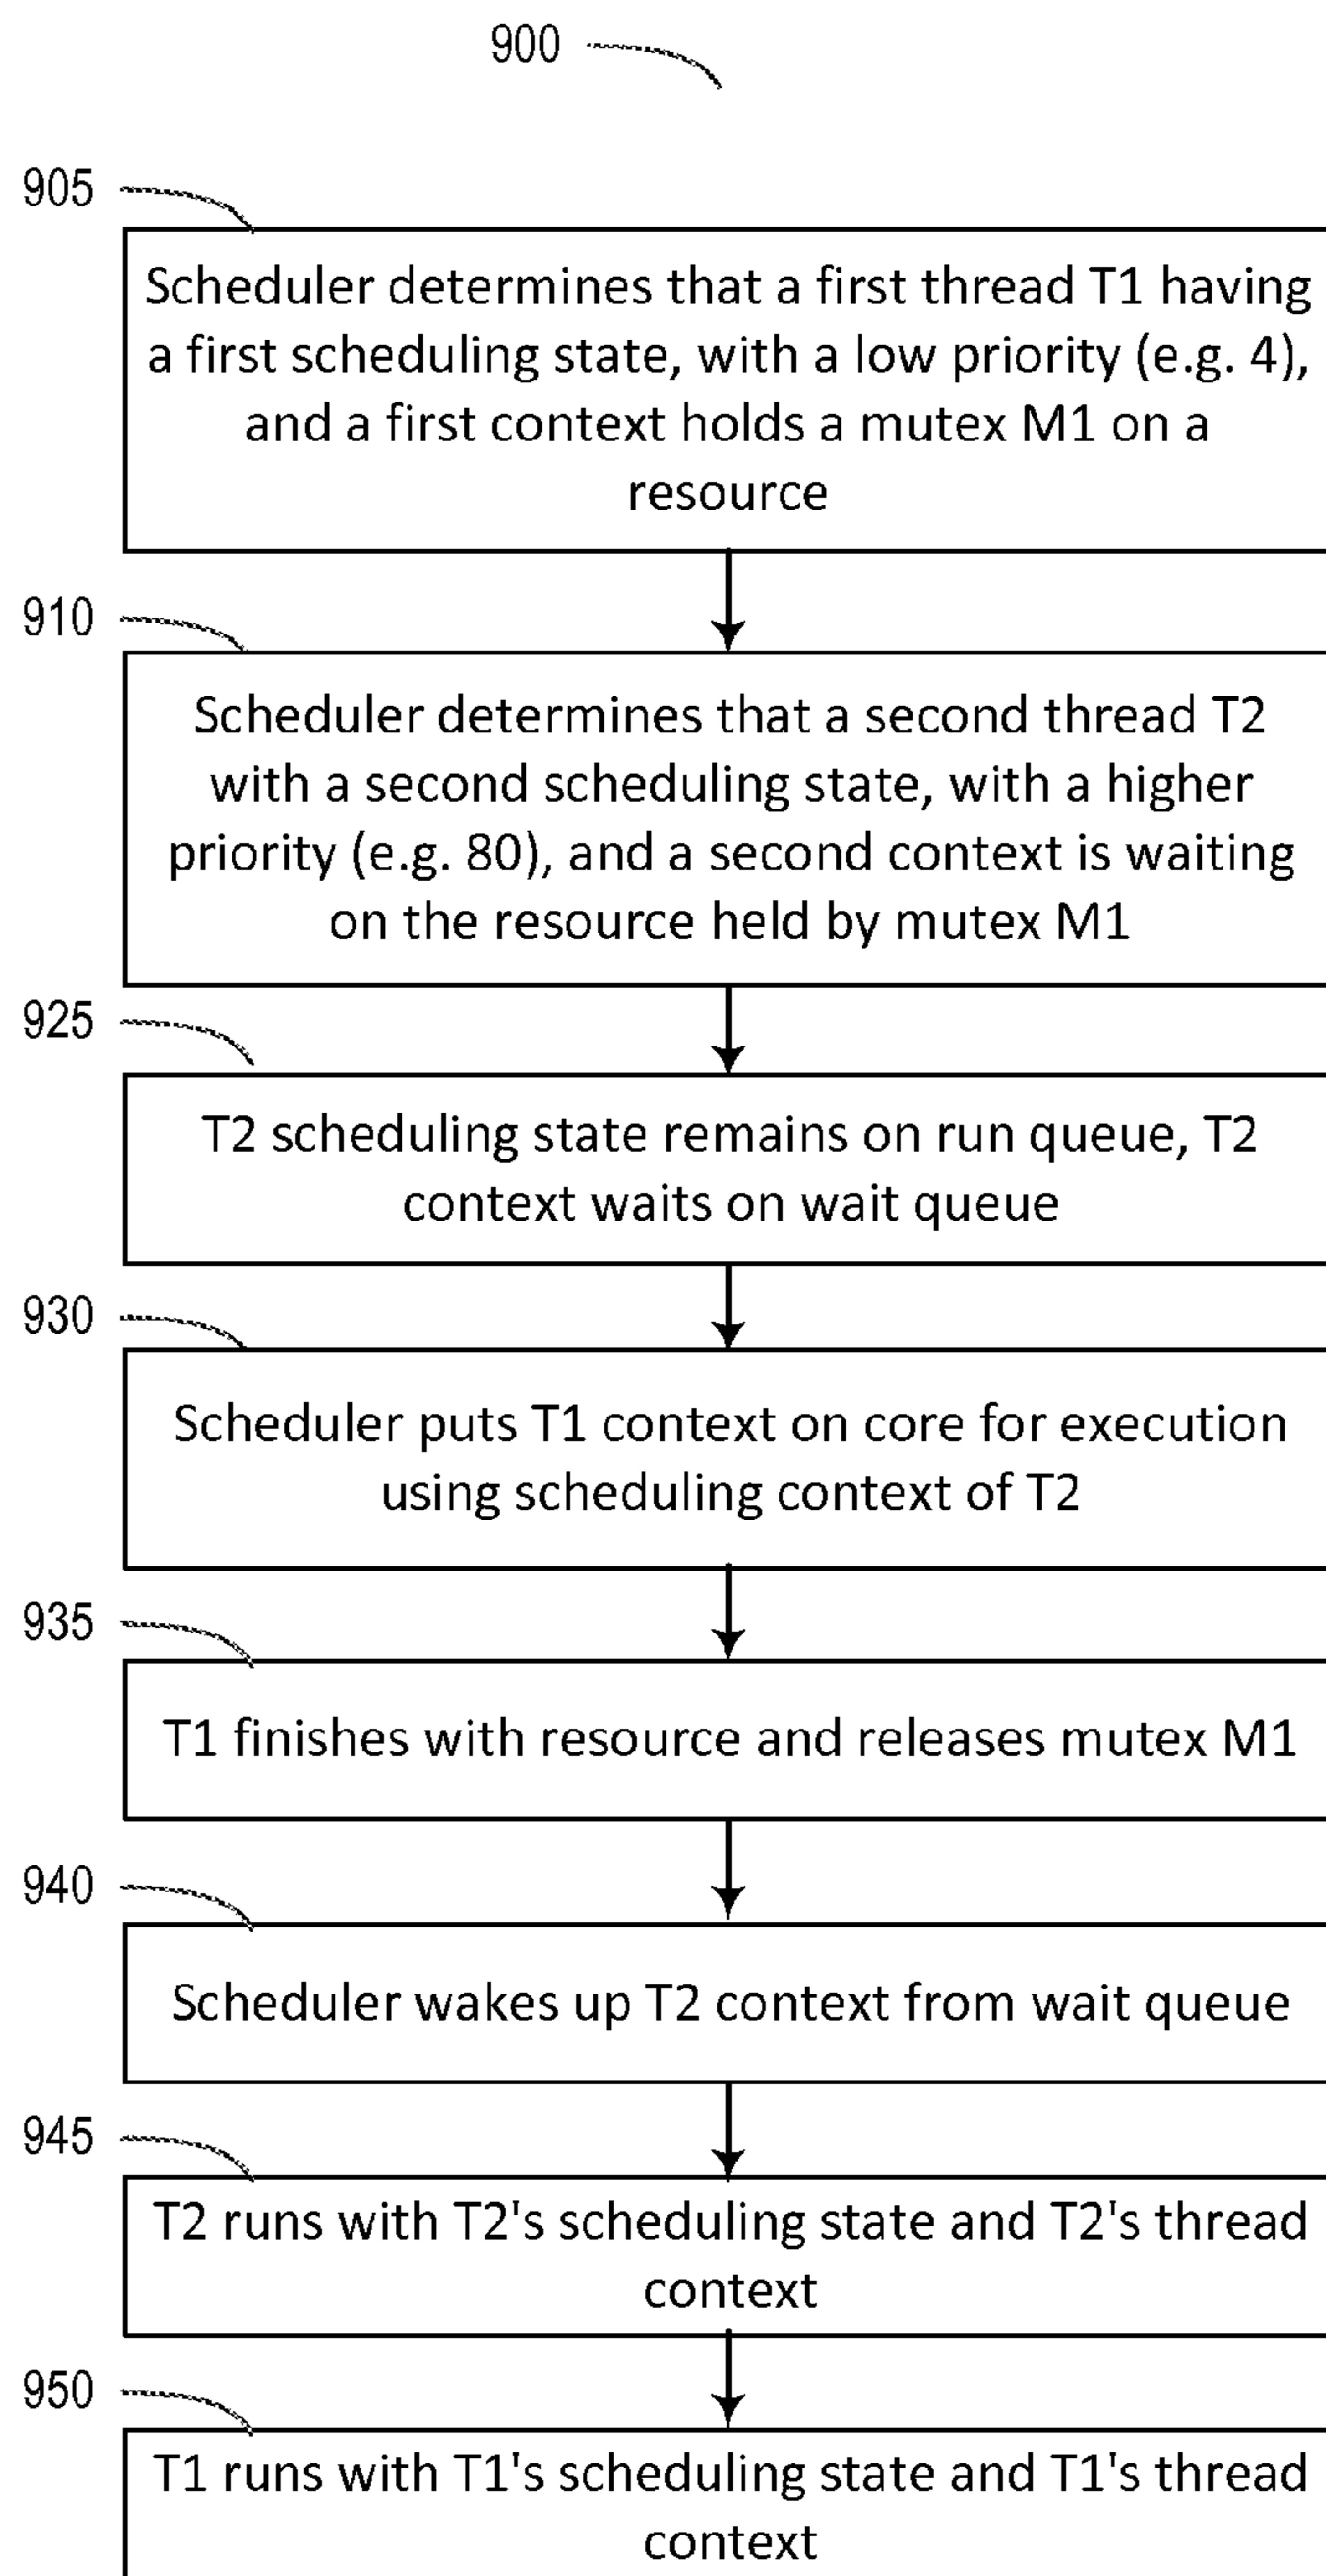 900
905
Scheduler determines that a first thread T1 having
a first scheduling state, with a low priority (e.g. 4),
and a first context holds a mutex M1 on a
resource
910
Scheduler determines that a second thread T2
with a second scheduling state, with a higher
priority (e.g. 80), and a second context is waiting
on the resource held by mutex M1
925
T2 scheduling state remains on run queue, T2
context waits on wait queue
930
Scheduler puts T1 context on core for execution
using scheduling context of T2
935
T1 finishes with resource and releases mutex M1
940
Scheduler wakes up T2 context from wait queue
945
T2 runs with T2's scheduling state and T2's thread
context
950
T1 runs with T1's scheduling state and T1's thread
context